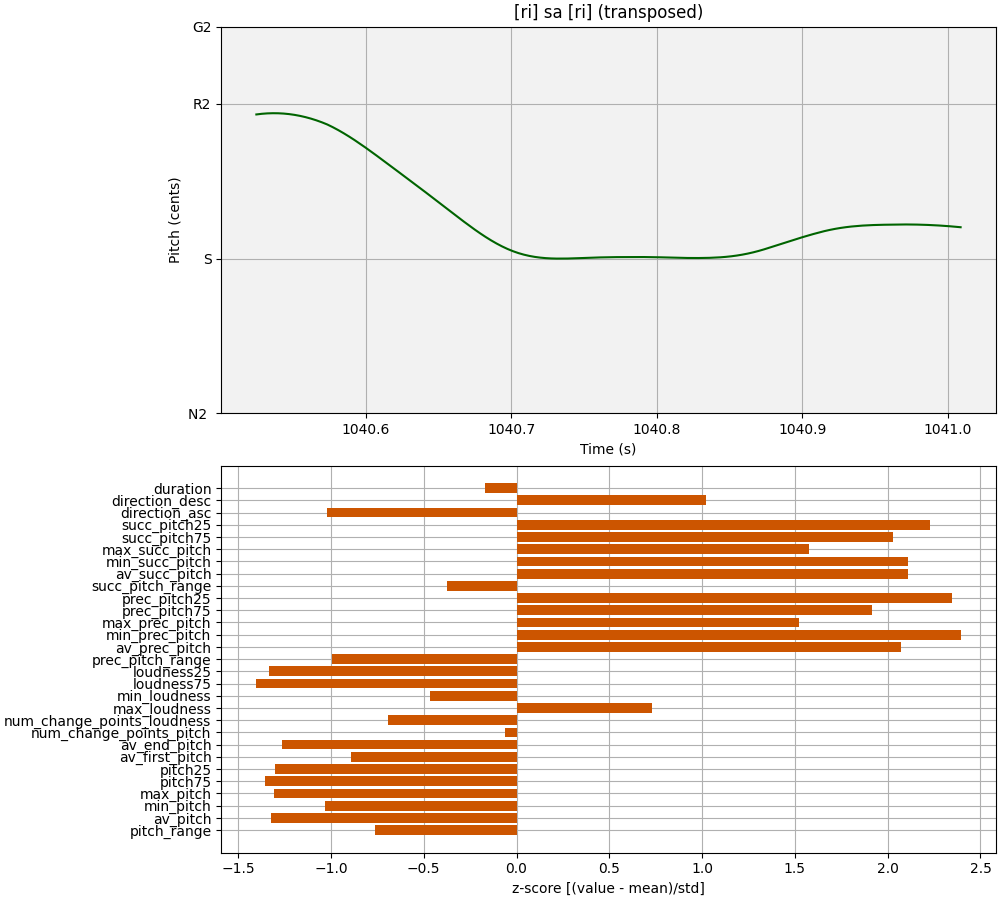 [ri] sa [ri] (transposed)
G2
R2
S
N2
Pitch (cents)
1040.6 1040.7 1040.8 1040.9 1041.0
Time (s)
duration
direction_desc
direction_asc
succ_pitch25
succ_pitch75
max_succ_pitch
min_succ_pitch
av_succ_pitch
succ_pitch_range
prec_pitch25
prec_pitch75
max_prec_pitch
min_prec_pitch
av_prec_pitch
prec_pitch_range
loudness25
loudness75
min_loudness
max_loudness
num_change_points_loudness
num_change_points_pitch
av_end_pitch
av_first_pitch
pitch25
pitch75
max_pitch
min_pitch
av_pitch
pitch_range
−1.5 −1.0 −0.5 0.0 0.5 1.0 1.5 2.0 2.5
z-score [(value - mean)/std]